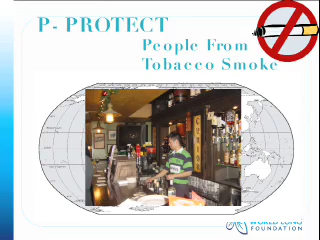 P- PROTECT
People From
Tobacco Smoke
WORLD LUNG
FOUNDATION